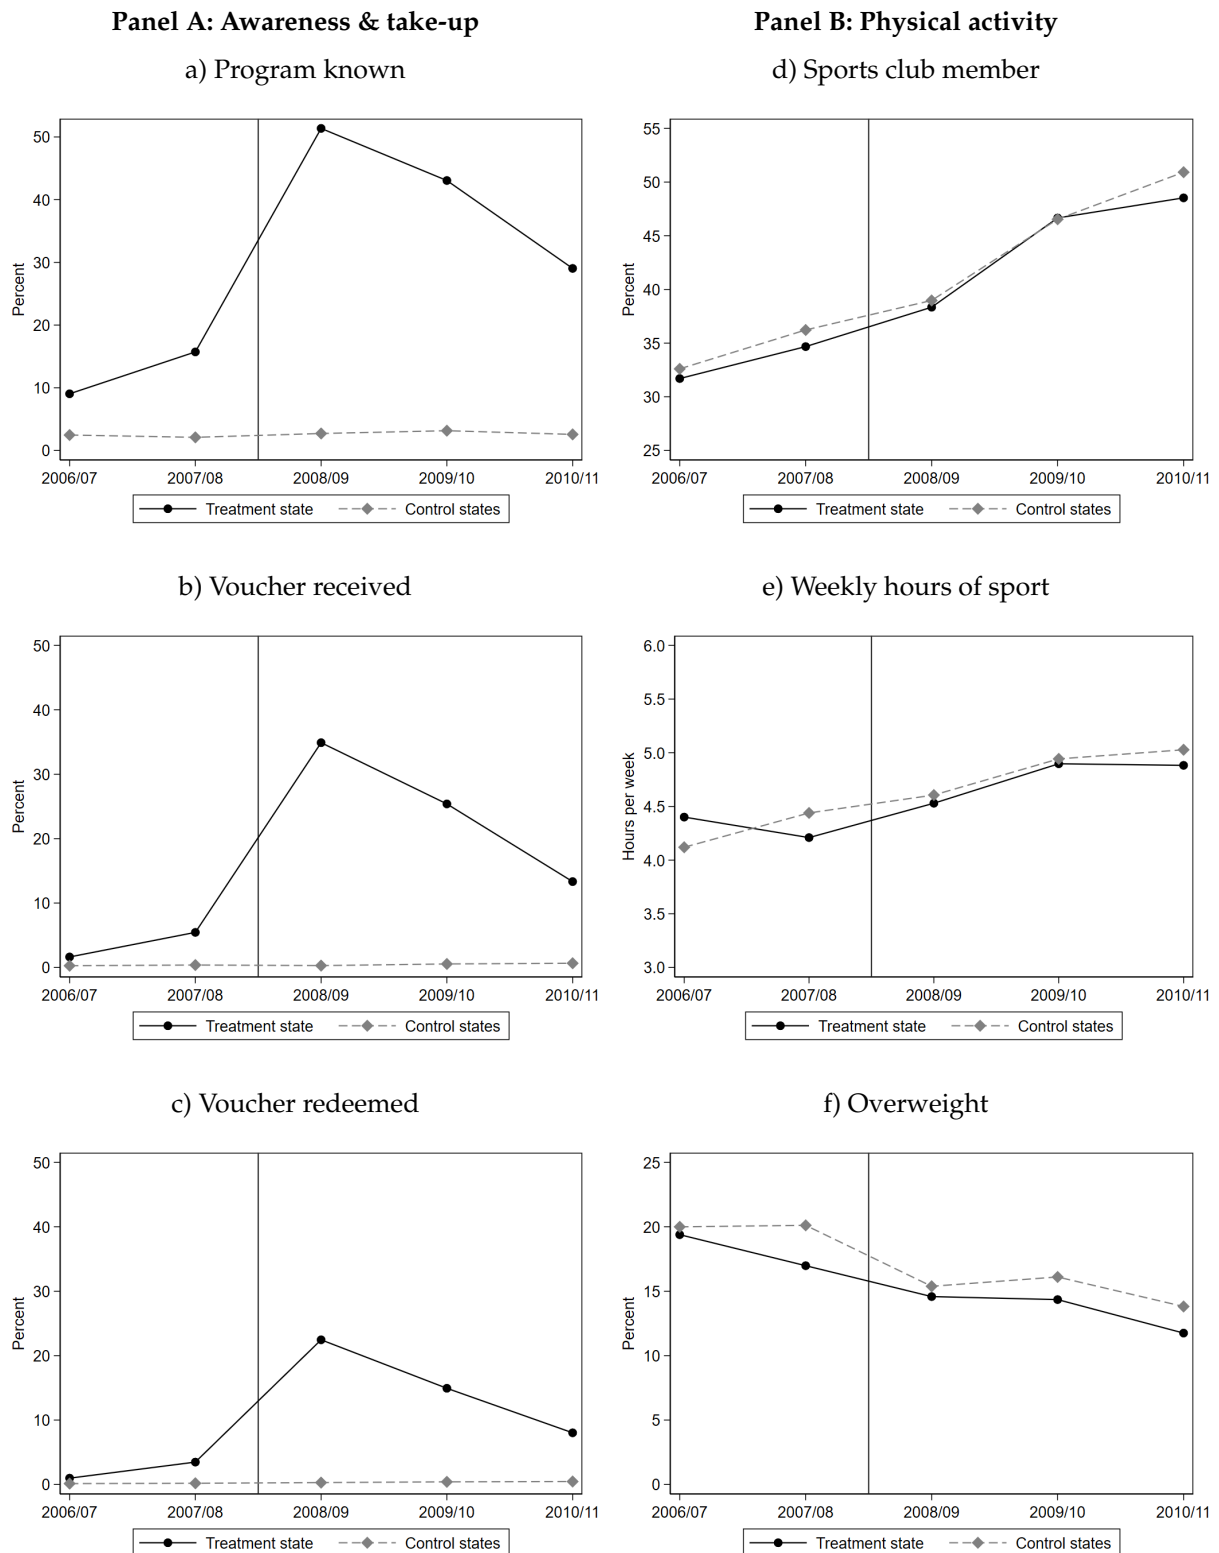 Panel A: Awareness & take-up
a) Program known
Percent
50
40
30
20
10
0
2006/07 2007/08 2008/09 2009/10 2010/11
Treatment state Control states
b) Voucher received
Percent
50
40
30
20
10
0
2006/07 2007/08 2008/09 2009/10 2010/11
Treatment state Control states
c) Voucher redeemed
Percent
50
40
30
20
10
0
2006/07 2007/08 2008/09 2009/10 2010/11
Treatment state Control states
Panel B: Physical activity
d) Sports club member
Percent
55
50
45
40
35
30
25
2006/07 2007/08 2008/09 2009/10 2010/11
Treatment state Control states
e) Weekly hours of sport
Hours per week
6.0
5.5
5.0
4.5
4.0
3.5
3.0
2006/07 2007/08 2008/09 2009/10 2010/11
Treatment state Control states
f) Overweight
Percent
25
20
15
10
5
0
2006/07 2007/08 2008/09 2009/10 2010/11
Treatment state Control states